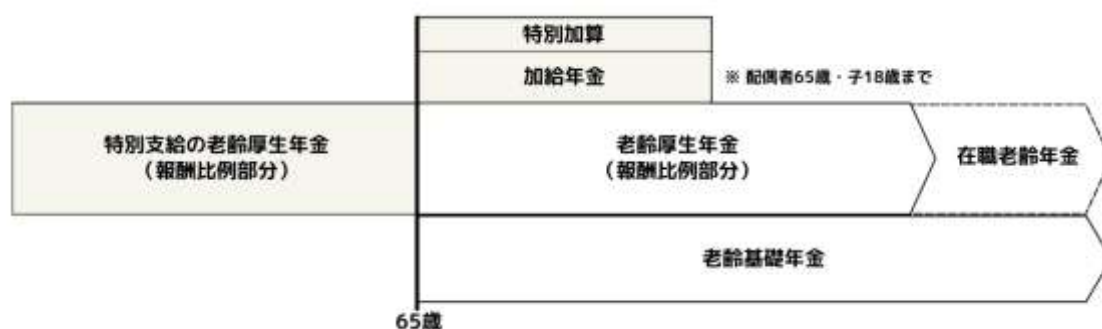 特別加算
加給年金
※ 配偶者65歳・子18歳まで
特別支給の老齢厚生年金
（報酬比例部分）
老齢厚生年金
（報酬比例部分）
在職老齢年金
老齢基礎年金
65歳